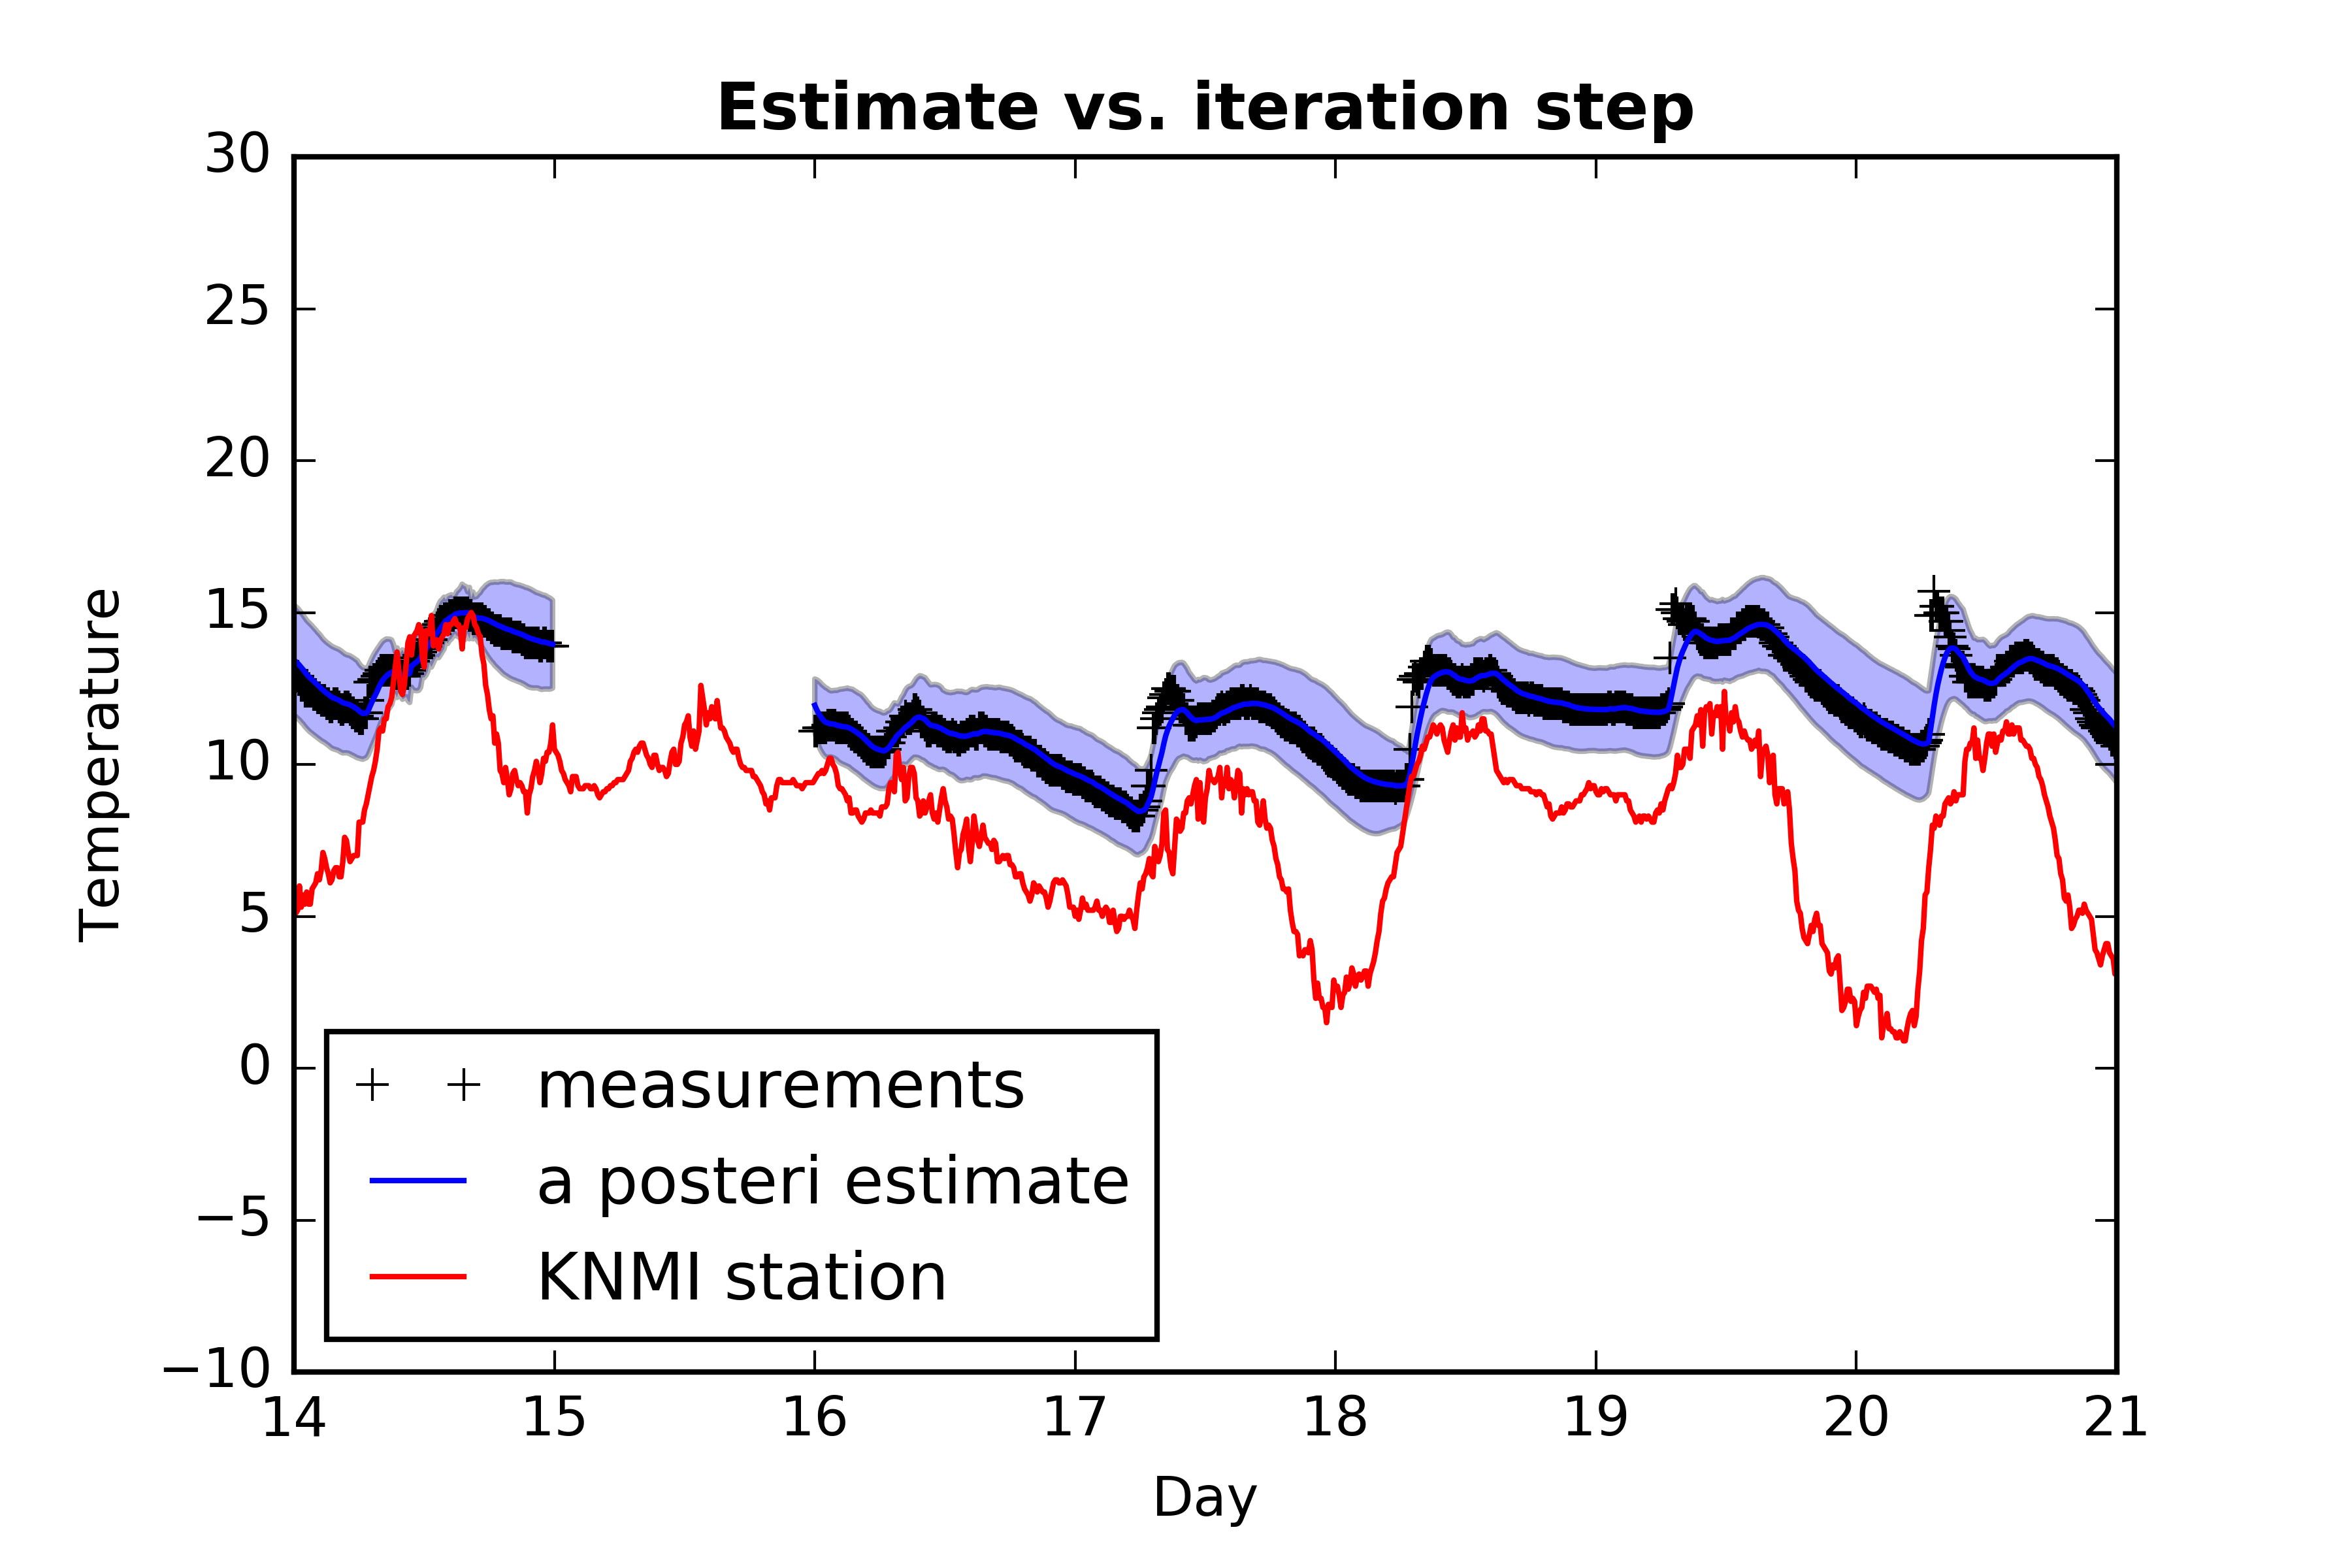 Estimate vs. iteration step
30
25
20
15
10
5
0
−5
−10
Temperature
measurements
a posteri estimate
KNMI station
14 15 16 17 18 19 20 21
Day